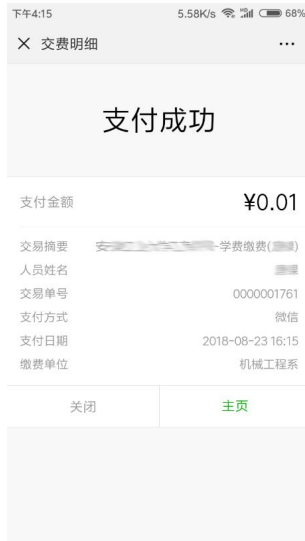 下午4:15 5.58K/s 68%
交费明细
支付成功
支付金额 ¥0.01
交易摘要 安 -学费缴费( )
人员姓名
交易单号 0000001761
支付方式 微信
支付日期 2018-08-23 16:15
缴费单位 机械工程系
关闭 主页